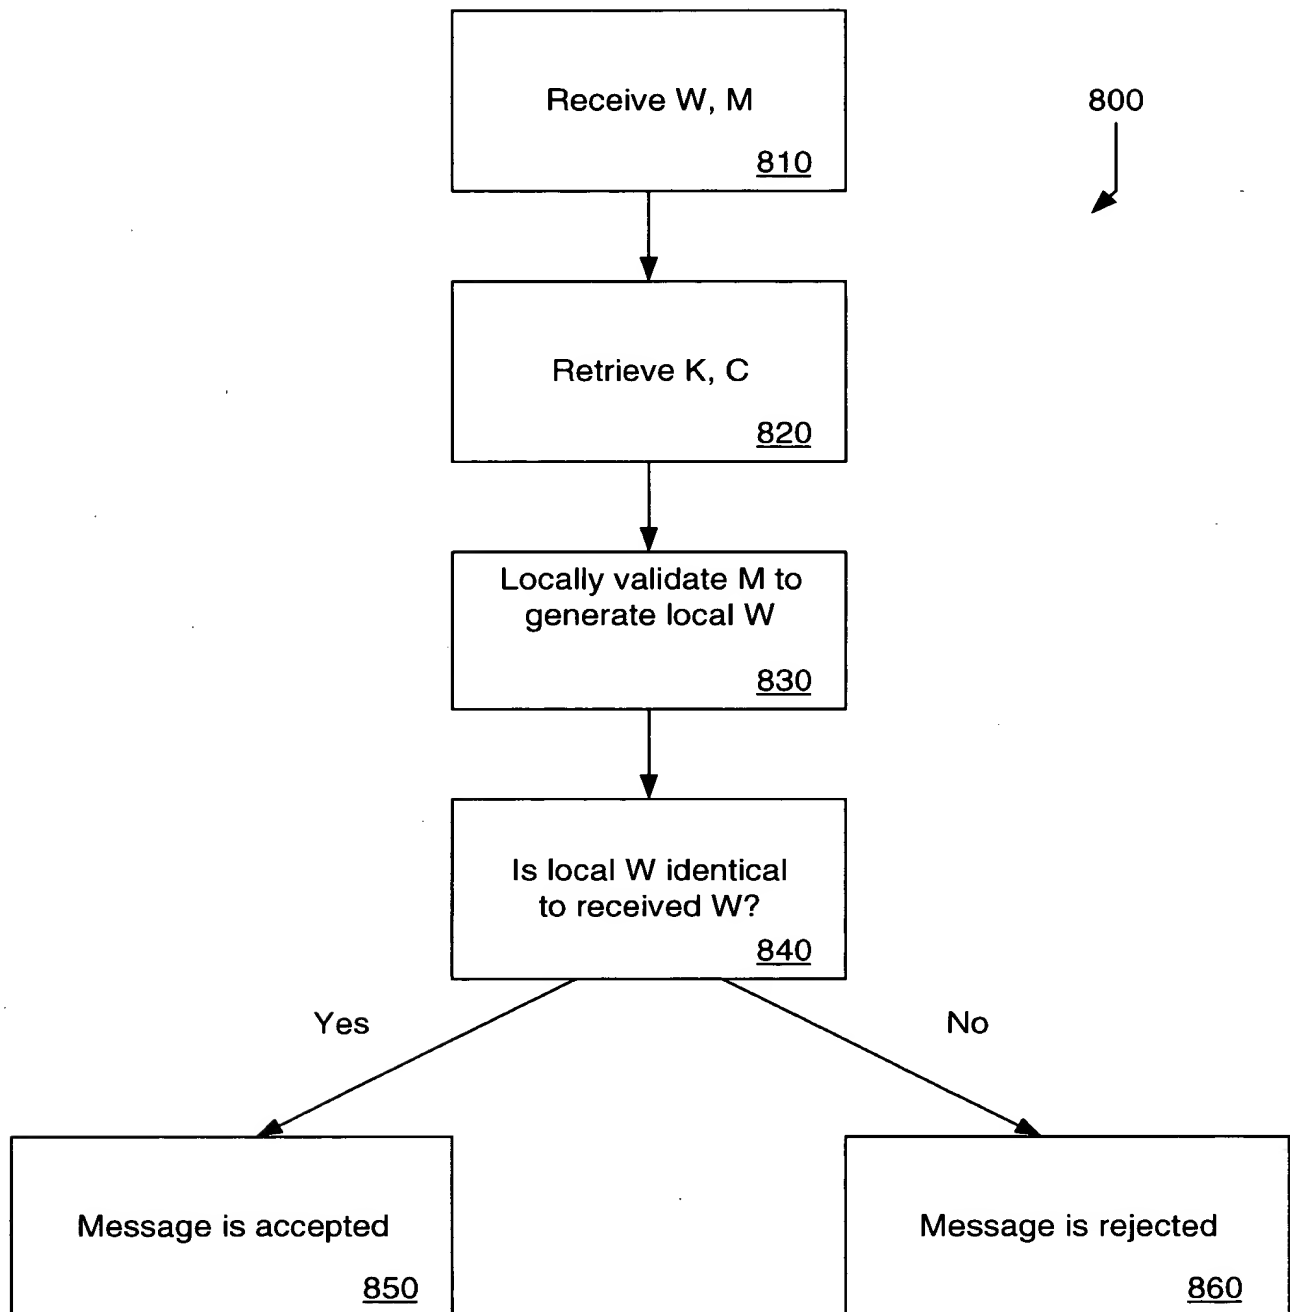 Receive W, M
810
800
Retrieve K, C
820
Locally validate M to
generate local W
830
Is local W identical
to received W?
840
Yes
No
Message is accepted
850
Message is rejected
860